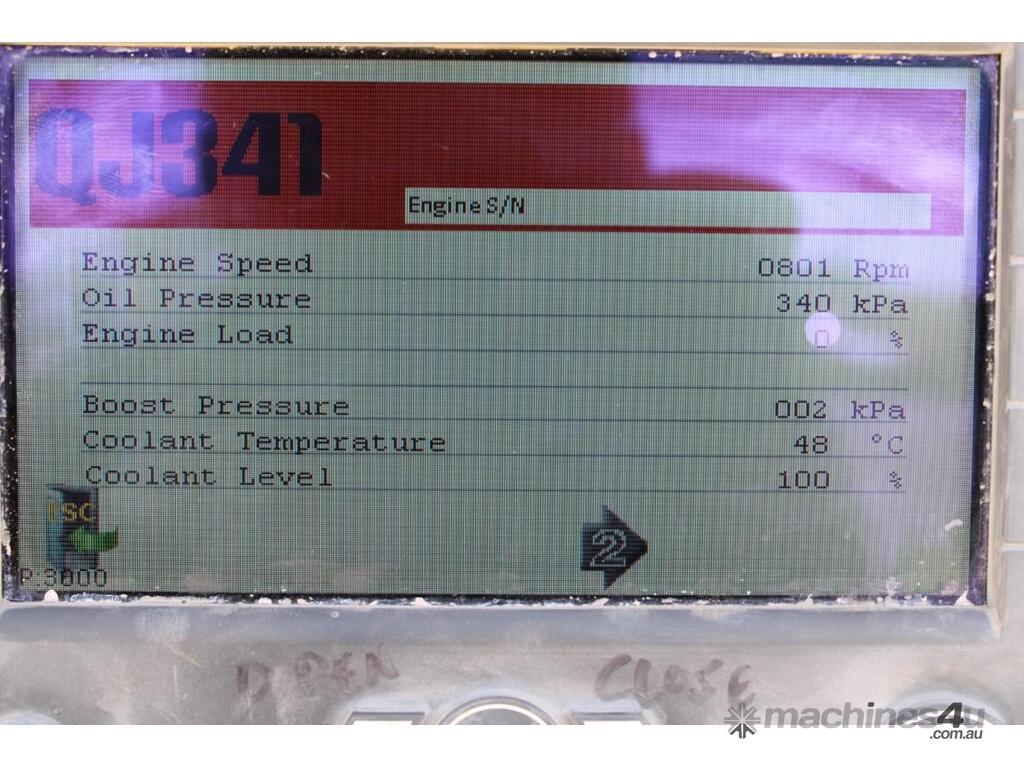 QJ341
Engine S/N
Engine Speed 0801 Rpm
Oil Pressure 340 kPa
Engine Load 0 %
Boost Pressure 002 kPa
Coolant Temperature 48 °C
Coolant Level 100 %
ESC
2
P:3000
OPEN CLOSE
machines4u
.com.au